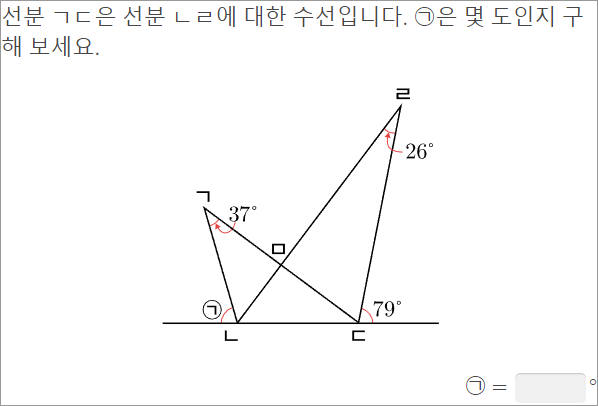 선분 ㄱㄷ은 선분 ㄴㄹ에 대한 수선입니다. ㉠은 몇 도인지 구
해 보세요.
ㄹ
26°
ㄱ
37°
ㅁ
㉠
79°
ㄴ
ㄷ
㉠ = °